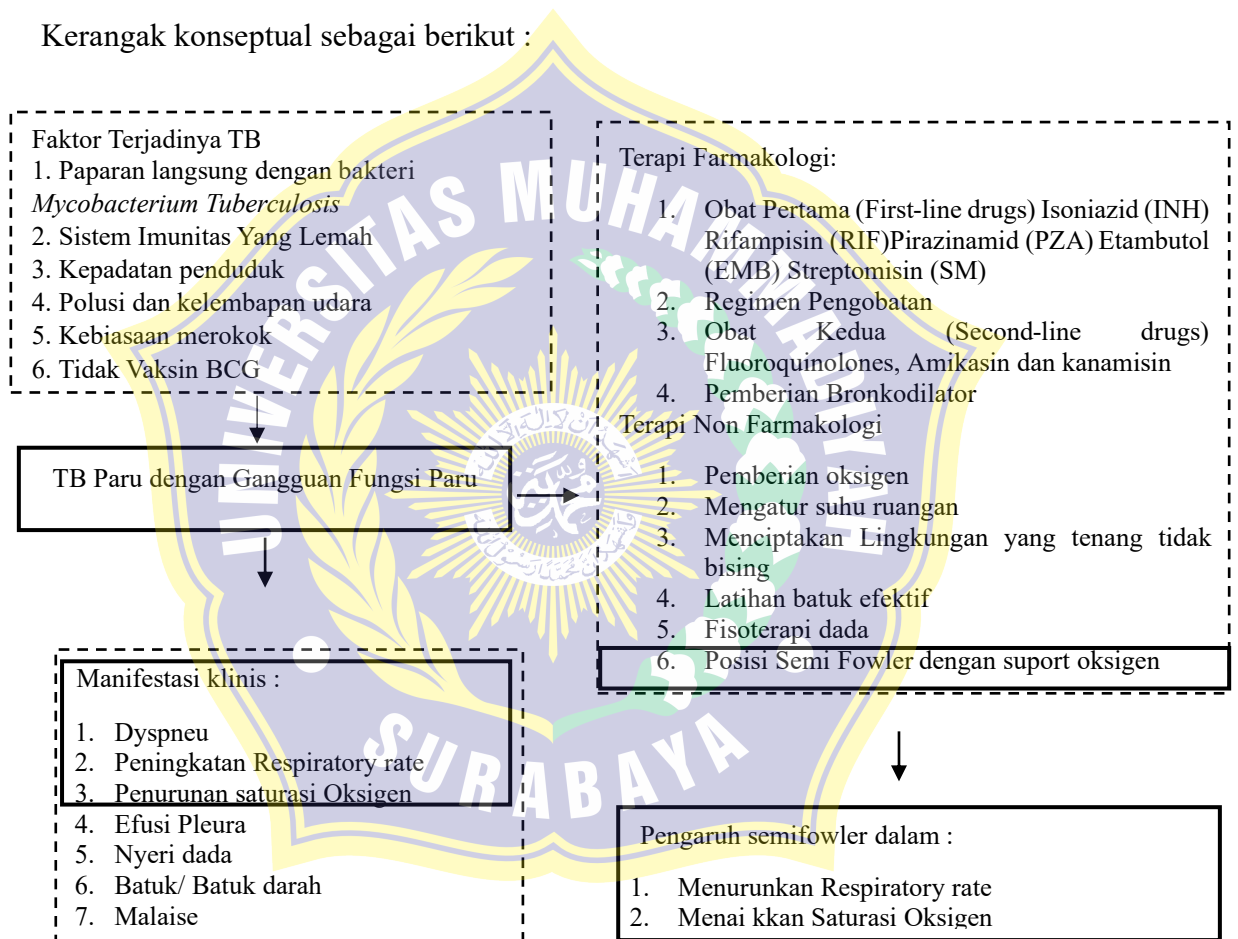 Kerangak konseptual sebagai berikut :
Faktor Terjadinya TB
1. Paparan langsung dengan bakteri
Mycobacterium Tuberculosis
2. Sistem Imunitas Yang Lemah
3. Kepadatan penduduk
4. Polusi dan kelembapan udara
5. Kebiasaan merokok
6. Tidak Vaksin BCG
TB Paru dengan Gangguan Fungsi Paru
Manifestasi klinis :
1. Dyspneu
2. Peningkatan Respiratory rate
3. Penurunan saturasi Oksigen
4. Efusi Pleura
5. Nyeri dada
6. Batuk/ Batuk darah
7. Malaise
Terapi Farmakologi:
1. Obat Pertama (First-line drugs) Isoniazid (INH)
Rifampisin (RIF)Pirazinamid (PZA) Etambutol
(EMB) Streptomisin (SM)
2. Regimen Pengobatan
3. Obat Kedua (Second-line drugs)
Fluoroquinolones, Amikasin dan kanamisin
4. Pemberian Bronkodilator
Terapi Non Farmakologi
1. Pemberian oksigen
2. Mengatur suhu ruangan
3. Menciptakan Lingkungan yang tenang tidak
bising
4. Latihan batuk efektif
5. Fisoterapi dada
6. Posisi Semi Fowler dengan suport oksigen
Pengaruh semifowler dalam :
1. Menurunkan Respiratory rate
2. Menai kkan Saturasi Oksigen
UNIVERSITAS MUHAMMADIYAH
SURABAYA